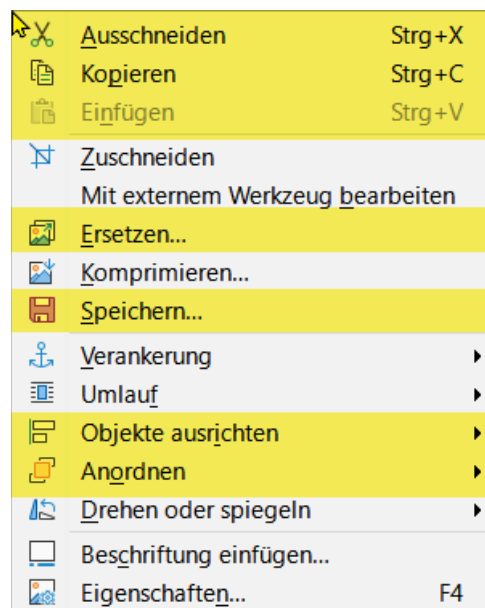 Ausschneiden Strg+X
Kopieren Strg+C
Einfügen Strg+V
Zuschneiden
Mit externem Werkzeug bearbeiten
Ersetzen...
Komprimieren...
Speichern...
Verankerung
Umlauf
Objekte ausrichten
Anordnen
Drehen oder spiegeln
Beschriftung einfügen...
Eigenschaften... F4